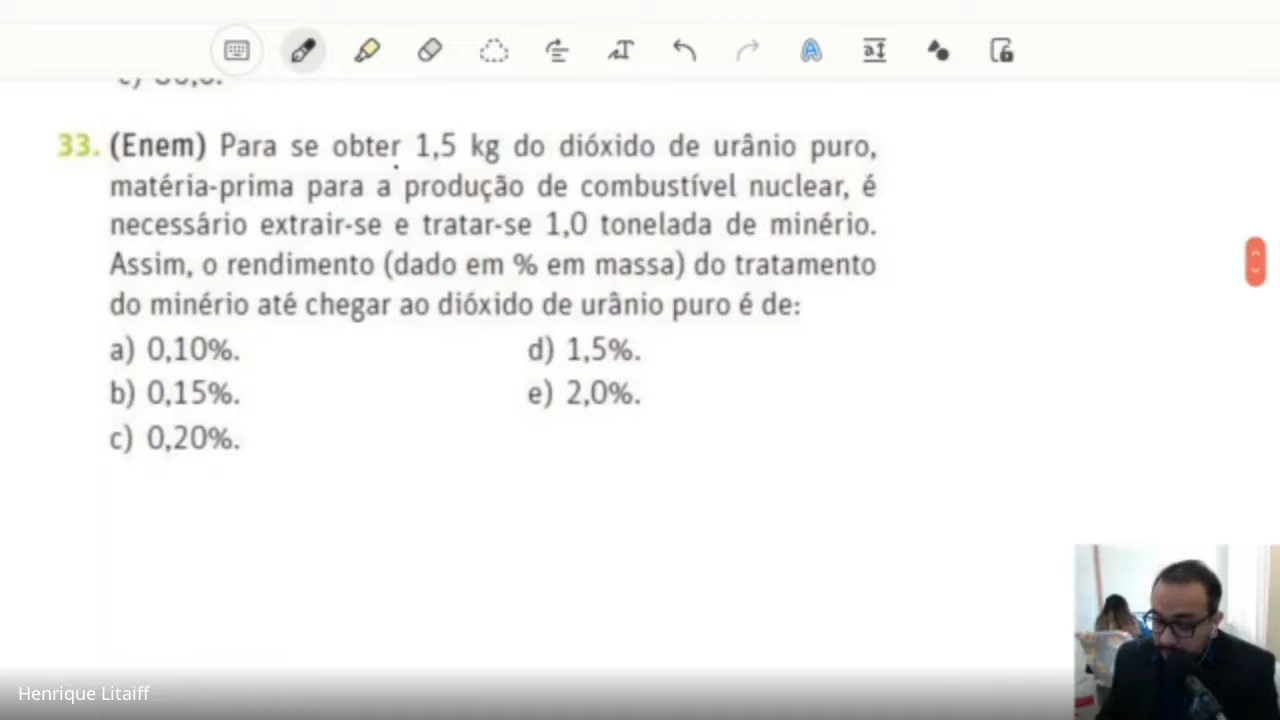 33. (Enem) Para se obter 1,5 kg do dióxido de urânio puro,
matéria-prima para a produção de combustível nuclear, é
necessário extrair-se e tratar-se 1,0 tonelada de minério.
Assim, o rendimento (dado em % em massa) do tratamento
do minério até chegar ao dióxido de urânio puro é de:
a) 0,10%.
b) 0,15%.
c) 0,20%.
d) 1,5%.
e) 2,0%.
Henrique Litaiff